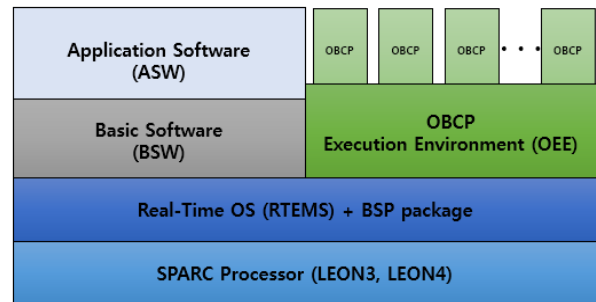 Application Software
(ASW)
OBCP
OBCP
OBCP
• • •
OBCP
Basic Software
(BSW)
OBCP
Execution Environment (OEE)
Real-Time OS (RTEMS) + BSP package
SPARC Processor (LEON3, LEON4)